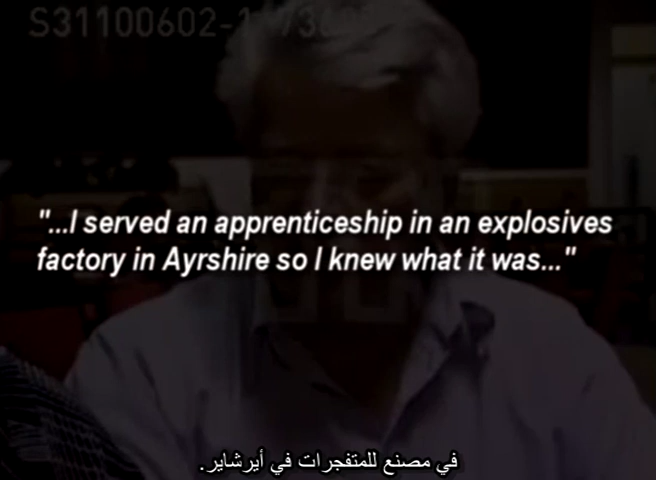 "...I served an apprenticeship in an explosives
factory in Ayrshire so I knew what it was..."
في مصنع للمتفجرات في أيرشاير.